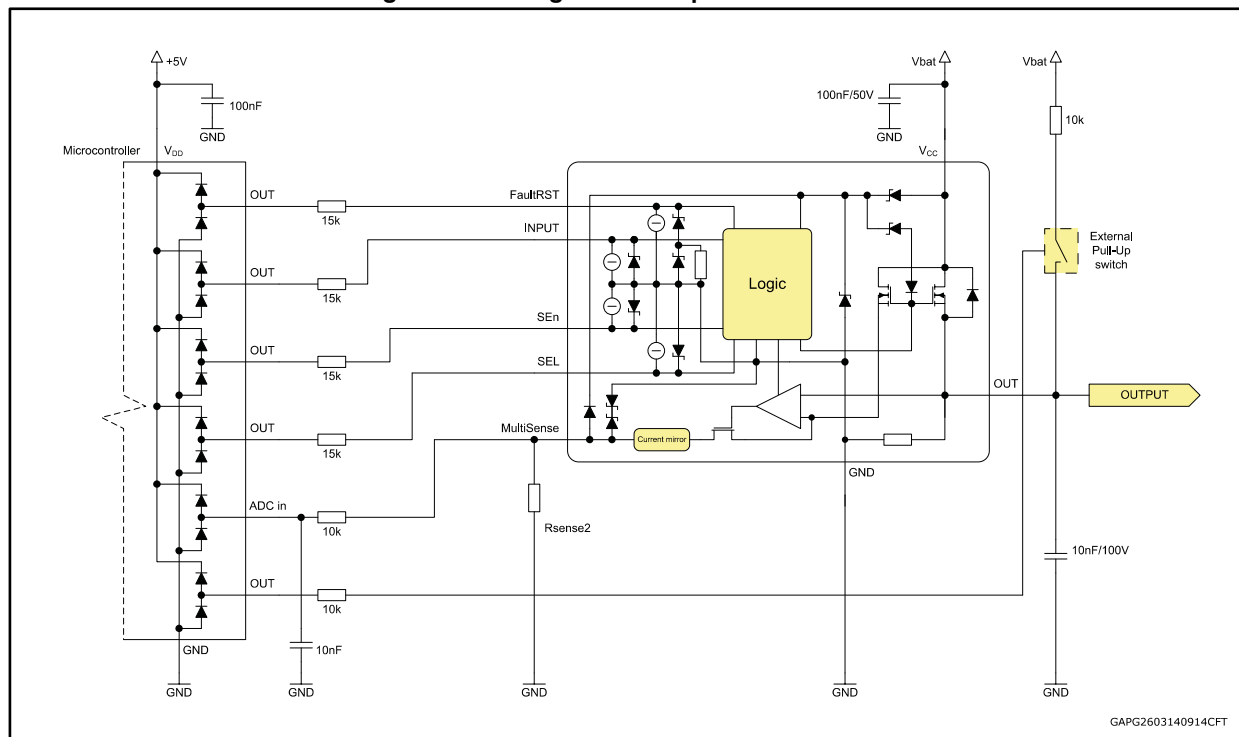 +5V
Vbat
Vbat
100nF
GND
100nF/50V
GND
10k
Microcontroller
VDD
VCC
OUT
15k
FaultRST
INPUT
OUT
15k
Logic
External
Pull-Up
switch
OUT
15k
SEn
SEL
OUT
OUTPUT
OUT
15k
MultiSense
Current mirror
GND
ADC in
10k
Rsense2
10nF/100V
OUT
10k
GND
10nF
GND
GND
GND
GND
GND
GAPG2603140914CFT